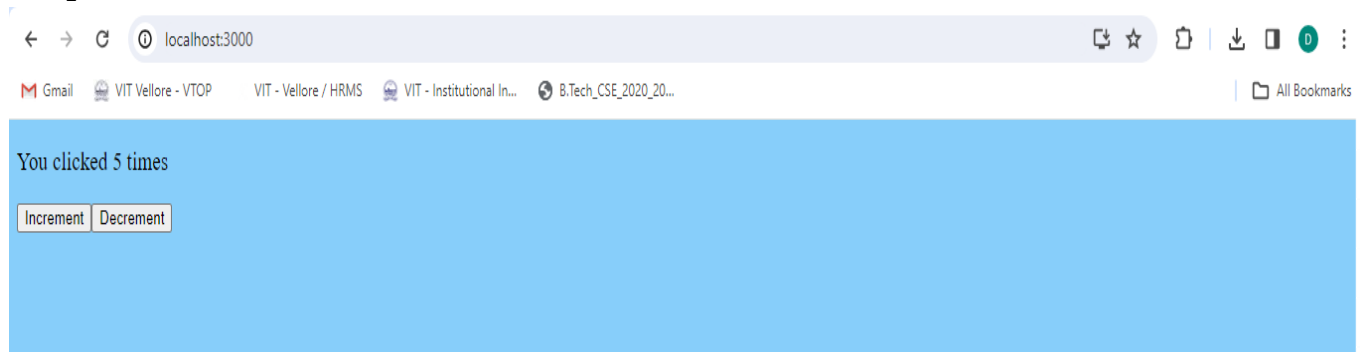 localhost:3000
D
Gmail VIT Vellore - VTOP VIT - Vellore / HRMS VIT - Institutional In... B.Tech_CSE_2020_20... All Bookmarks
You clicked 5 times
Increment Decrement